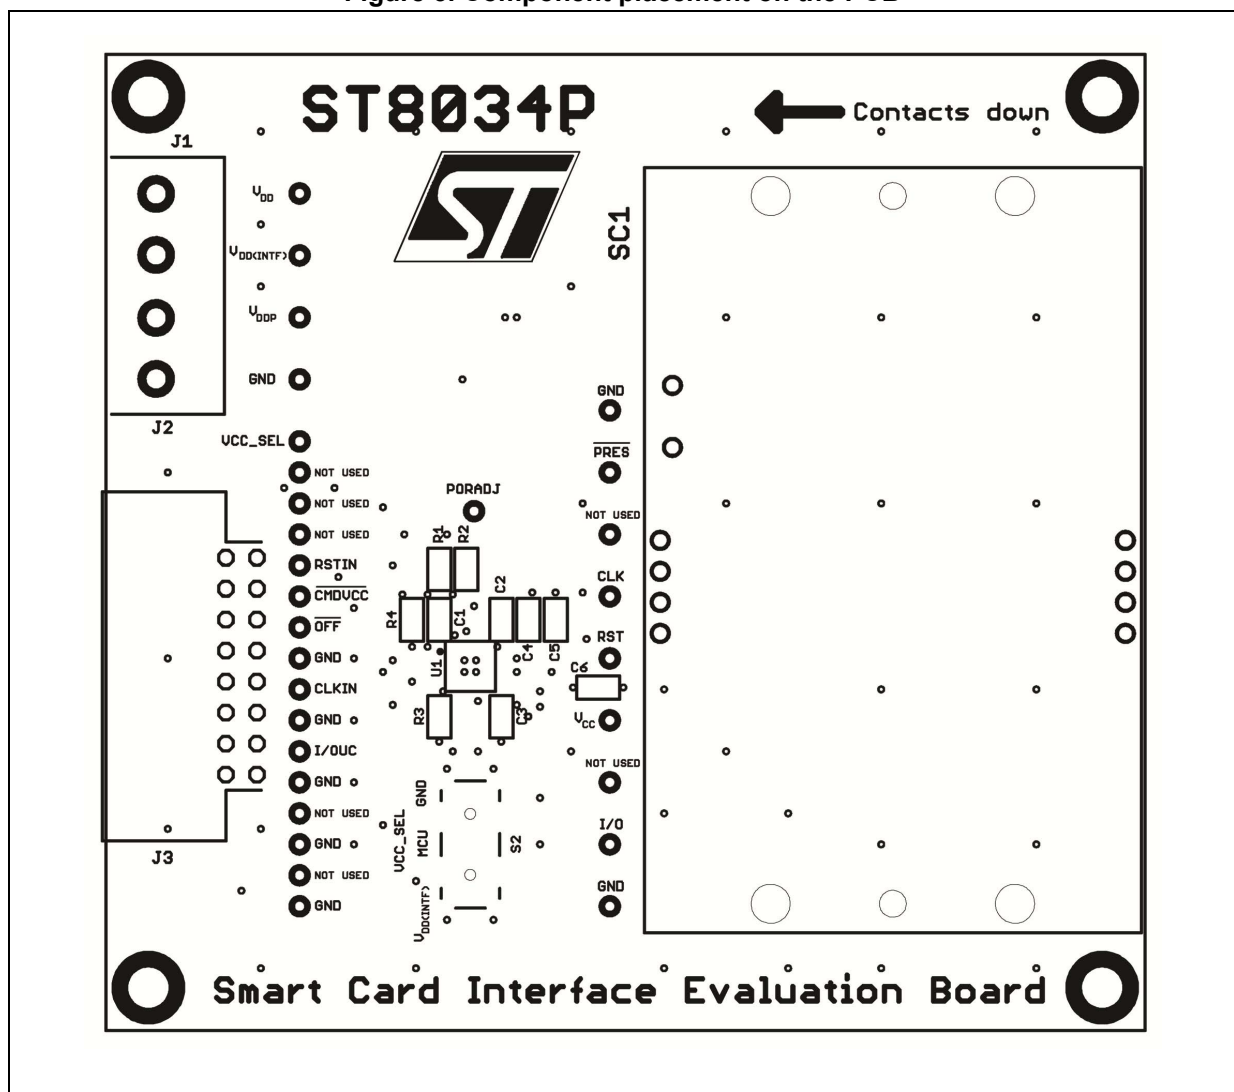 Figure 3. Component placement on the PCB
ST8034P
Contacts down
J1
ST
VDD
SC1
VDD(INTF)
VDDP
GND
GND
J2
VCC_SEL
PRES
NOT USED
PORADJ
NOT USED
NOT USED
NOT USED
R1
R2
RSTIN
CLK
C2
CMDVCC
R4
C1
OFF
RST
C4
C5
GND
U1
C6
CLKIN
R3
C3
GND
VCC
I/OUC
NOT USED
GND
GND
NOT USED
I/O
VCC_SEL
MCU
S2
GND
J3
NOT USED
GND
VDD(INTF)
GND
Smart Card Interface Evaluation Board